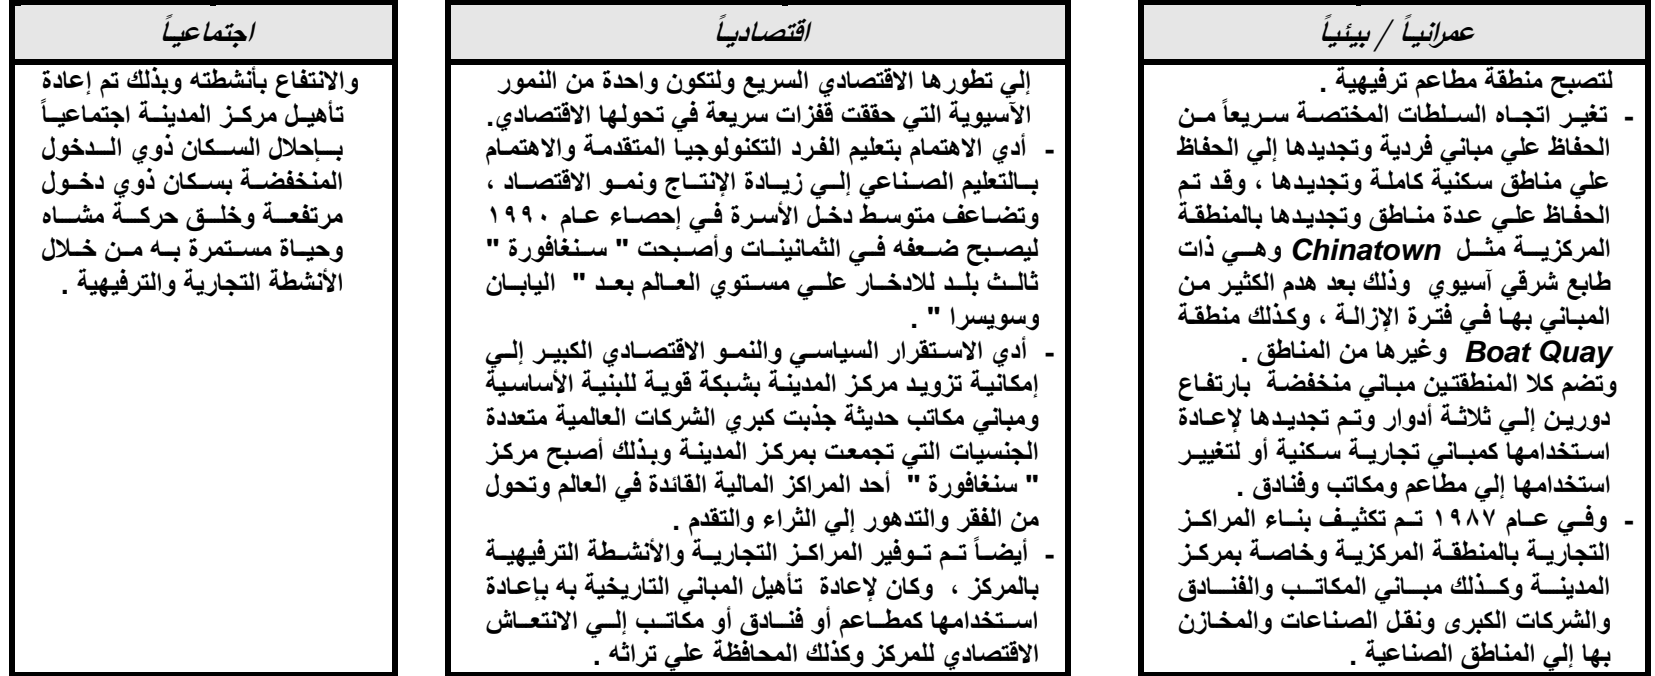 عمرانياً / بيئياً
لتصبح منطقة مطاعم ترفيهية .
- تغير اتجاه السلطات المختصة سريعاً من
الحفاظ علي مباني فردية وتجديدها إلي الحفاظ
علي مناطق سكنية كاملة وتجديدها ، وقد تم
الحفاظ علي عدة مناطق وتجديدها بالمنطقة
المركزية مثل Chinatown وهي ذات
طابع شرقي آسيوي وذلك بعد هدم الكثير من
المباني بها في فترة الإزالة ، وكذلك منطقة
Boat Quay وغيرها من المناطق .
وتضم كلا المنطقتين مباني منخفضة بارتفاع
دورين إلي ثلاثة أدوار وتم تجديدها لإعادة
استخدامها كمباني تجارية سكنية أو لتغيير
استخدامها إلي مطاعم ومكاتب وفنادق .
- وفي عام ١٩٨٧ تم تكثيف بناء المراكز
التجارية بالمنطقة المركزية وخاصة بمركز
المدينة وكذلك مباني المكاتب والفنادق
والشركات الكبرى ونقل الصناعات والمخازن
بها إلي المناطق الصناعية .
اقتصادياً
إلي تطورها الاقتصادي السريع ولتكون واحدة من النمور
الآسيوية التي حققت قفزات سريعة في تحولها الاقتصادي.
- أدي الاهتمام بتعليم الفرد التكنولوجيا المتقدمة والاهتمام
بالتعليم الصناعي إلي زيادة الإنتاج ونمو الاقتصاد ،
وتضاعف متوسط دخل الأسرة في إحصاء عام ١٩٩٠
ليصبح ضعفه في الثمانينات وأصبحت " سنغافورة "
ثالث بلد للادخار علي مستوي العالم بعد " اليابان
وسويسرا " .
- أدي الاستقرار السياسي والنمو الاقتصادي الكبير إلي
إمكانية تزويد مركز المدينة بشبكة قوية للبنية الأساسية
ومباني مكاتب حديثة جذبت كبري الشركات العالمية متعددة
الجنسيات التي تجمعت بمركز المدينة وبذلك أصبح مركز
" سنغافورة " أحد المراكز المالية القائدة في العالم وتحول
من الفقر والتدهور إلي الثراء والتقدم .
- أيضاً تم توفير المراكز التجارية والأنشطة الترفيهية
بالمركز ، وكان لإعادة تأهيل المباني التاريخية به بإعادة
استخدامها كمطاعم أو فنادق أو مكاتب إلي الانتعاش
الاقتصادي للمركز وكذلك المحافظة علي تراثه .
اجتماعياً
والانتفاع بأنشطته وبذلك تم إعادة
تأهيل مركز المدينة اجتماعياً
بإحلال السكان ذوي الدخول
المنخفضة بسكان ذوي دخول
مرتفعة وخلق حركة مشاه
وحياة مستمرة به من خلال
الأنشطة التجارية والترفيهية .